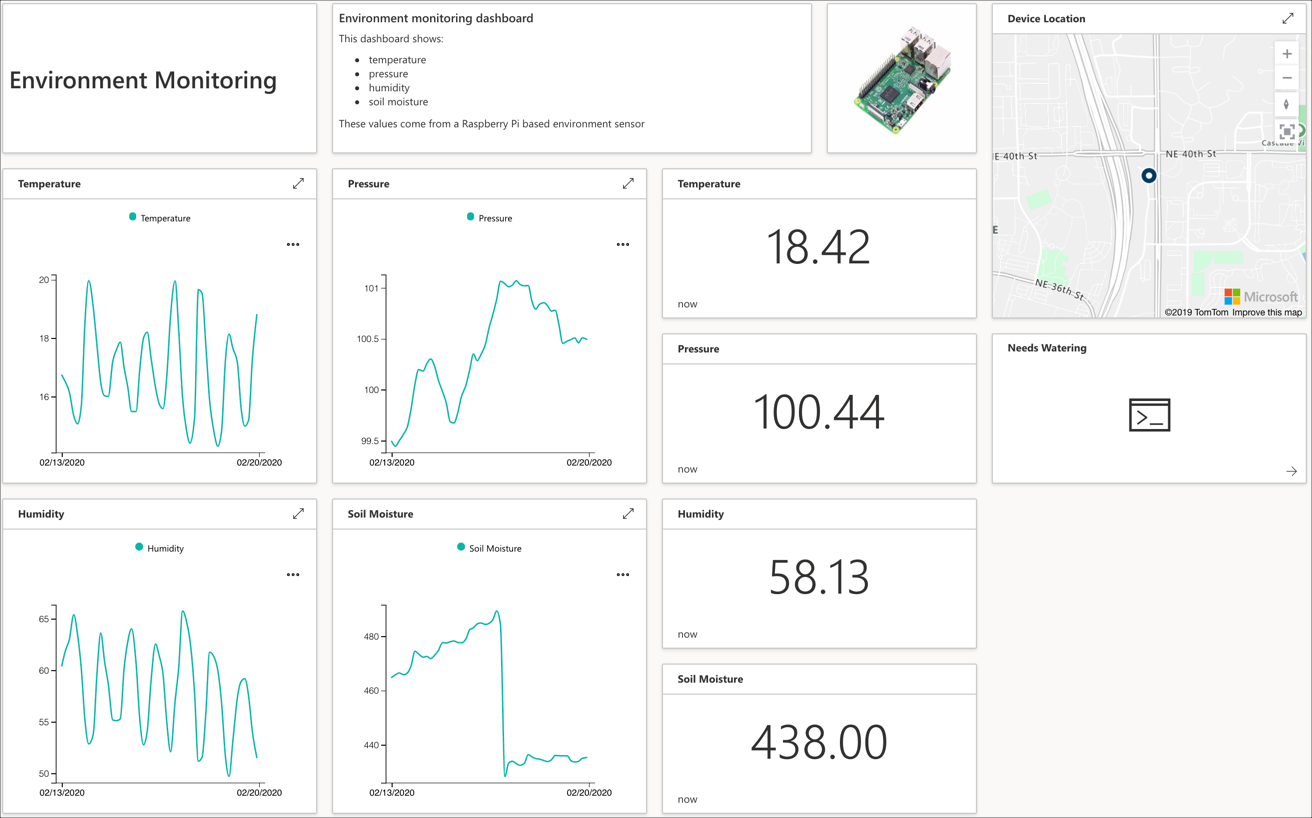 Environment Monitoring
Environment monitoring dashboard
This dashboard shows:
• temperature
• pressure
• humidity
• soil moisture
These values come from a Raspberry Pi based environment sensor
Device Location
NE 40th St
NE 40th St
E
NE 36th St
Microsoft
©2019 TomTom Improve this map
Temperature
Temperature
20
18
16
02/13/2020 02/20/2020
Pressure
Pressure
101
100.5
100
99.5
02/13/2020 02/20/2020
Temperature
18.42
now
Pressure
100.44
now
Needs Watering
Humidity
Humidity
65
60
55
50
02/13/2020 02/20/2020
Soil Moisture
Soil Moisture
480
460
440
02/13/2020 02/20/2020
Humidity
58.13
now
Soil Moisture
438.00
now